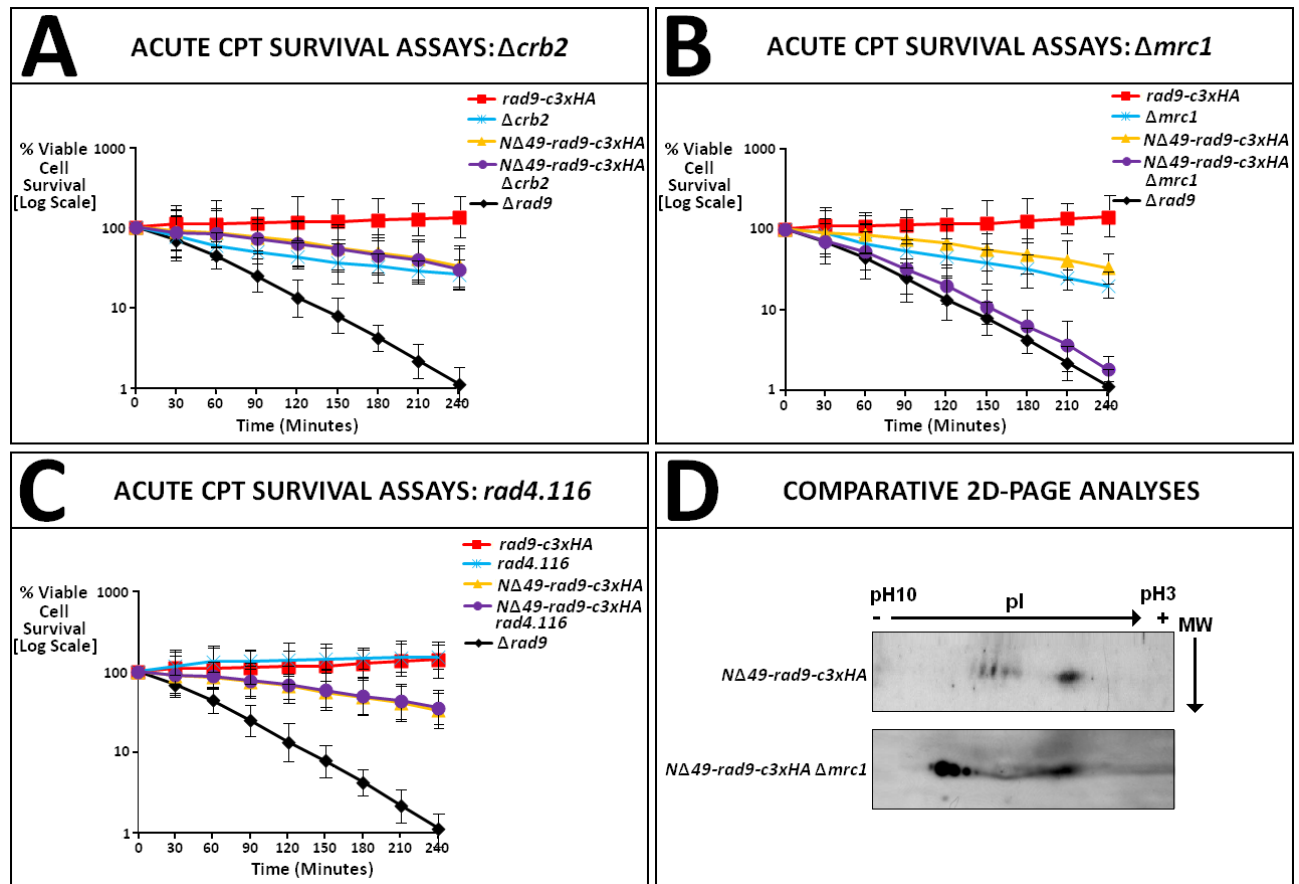 A
ACUTE CPT SURVIVAL ASSAYS: Δcrb2
rad9-c3xHA
Δcrb2
NΔ49-rad9-c3xHA
NΔ49-rad9-c3xHA
Δcrb2
Δrad9
% Viable
Cell
Survival
[Log Scale]
1000
100
10
1
0 30 60 90 120 150 180 210 240
Time (Minutes)
B
ACUTE CPT SURVIVAL ASSAYS: Δmrc1
rad9-c3xHA
Δmrc1
NΔ49-rad9-c3xHA
NΔ49-rad9-c3xHA
Δmrc1
Δrad9
% Viable
Cell
Survival
[Log Scale]
1000
100
10
1
0 30 60 90 120 150 180 210 240
Time (Minutes)
C
ACUTE CPT SURVIVAL ASSAYS: rad4.116
rad9-c3xHA
rad4.116
NΔ49-rad9-c3xHA
NΔ49-rad9-c3xHA
rad4.116
Δrad9
% Viable
Cell
Survival
[Log Scale]
1000
100
10
1
0 30 60 90 120 150 180 210 240
Time (Minutes)
D
COMPARATIVE 2D-PAGE ANALYSES
pH10 pI pH3
- +
MW
NΔ49-rad9-c3xHA
NΔ49-rad9-c3xHA Δmrc1